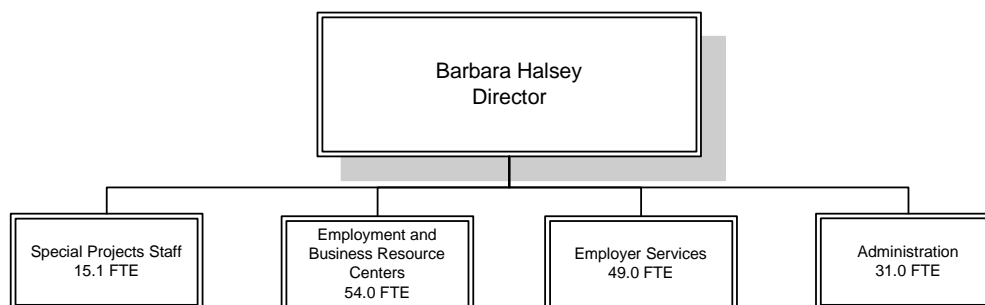 Barbara Halsey
Director
Special Projects Staff
15.1 FTE
Employment and
Business Resource
Centers
54.0 FTE
Employer Services
49.0 FTE
Administration
31.0 FTE